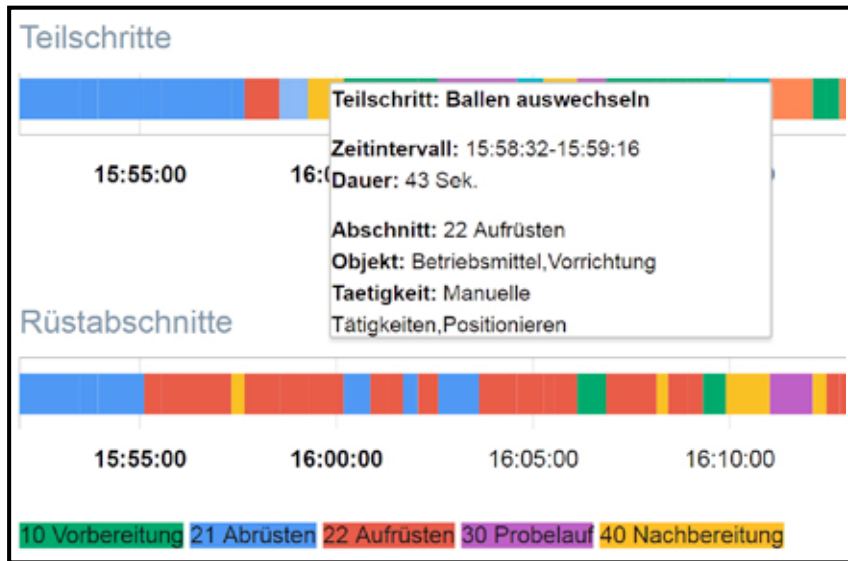 Teilschritte
Teilschritt: Ballen auswechseln
Zeitintervall: 15:58:32-15:59:16
15:55:00
16:0
Dauer: 43 Sek.
Abschnitt: 22 Aufrüsten
Objekt: Betriebsmittel,Vorrichtung
Taetigkeit: Manuelle
Tätigkeiten,Positionieren
Rüstabschnitte
15:55:00 16:00:00 16:05:00 16:10:00
10 Vorbereitung 21 Abrüsten 22 Aufrüsten 30 Probelauf 40 Nachbereitung